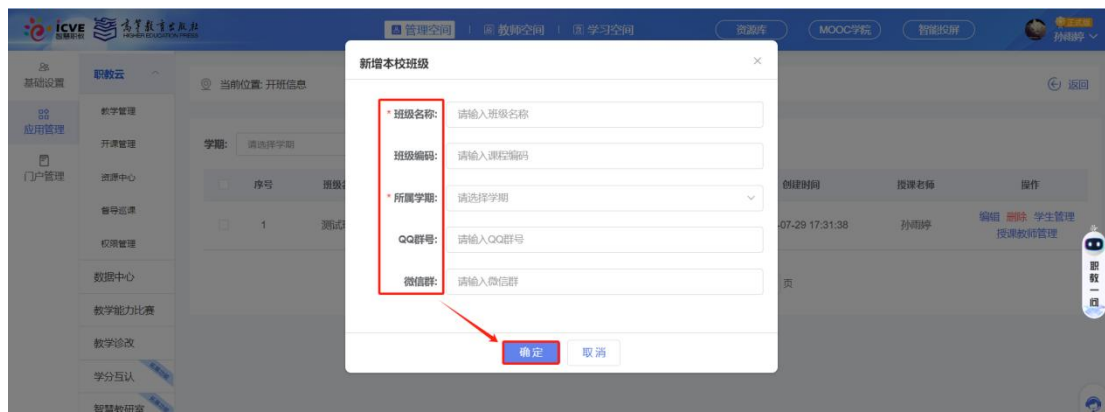 icve 智慧职教 高等教育出版社 HIGHER EDUCATION PRESS 管理空间 教师空间 学习空间 资源库 MOOC学院 智能投屏 正式版 孙雨婷
基础设置
应用管理
门户管理
职教云
教学管理
开课管理
资源中心
督导巡课
权限管理
数据中心
教学能力比赛
教学诊改
学分互认
智慧教研室
当前位置: 开班信息 返回
学期: 请选择学期
序号 班级 创建时间 授课老师 操作
1 测试 -07-29 17:31:38 孙雨婷 编辑 删除 学生管理
授课教师管理
页
新增本校班级
* 班级名称: 请输入班级名称
班级编码: 请输入课程编码
* 所属学期: 请选择学期
QQ群号: 请输入QQ群号
微信群: 请输入微信群
确定 取消
职教一问